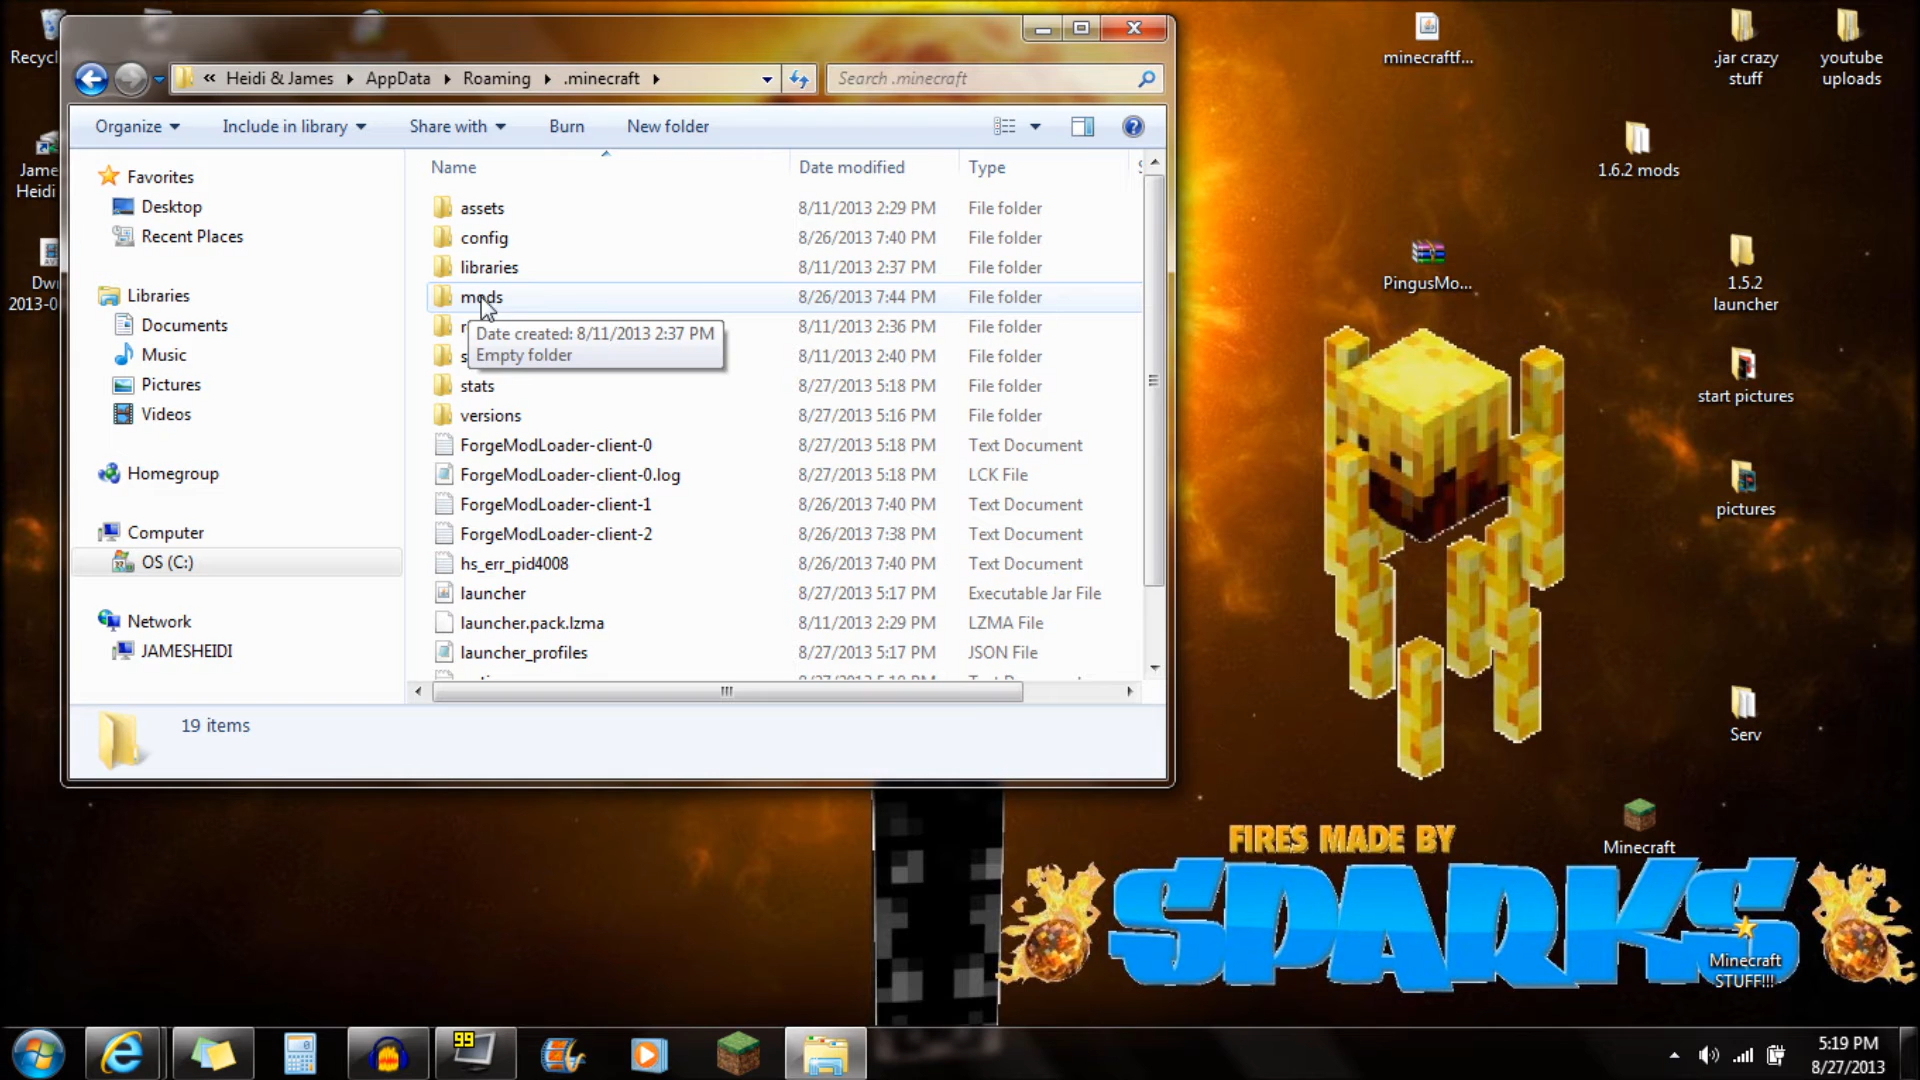 Recycl
« Heidi & James ▸ AppData ▸ Roaming ▸ .minecraft ▸
Search .minecraft
Organize
Include in library
Share with
Burn
New folder
Name
Date modified
Type
Favorites
Desktop
Recent Places
Libraries
Documents
Music
Pictures
Videos
Homegroup
Computer
OS (C:)
Network
JAMESHEIDI
assets 8/11/2013 2:29 PM File folder
config 8/26/2013 7:40 PM File folder
libraries 8/11/2013 2:37 PM File folder
mods 8/26/2013 7:44 PM File folder
r 8/11/2013 2:36 PM File folder
s 8/11/2013 2:40 PM File folder
Date created: 8/11/2013 2:37 PM
Empty folder
stats 8/27/2013 5:18 PM File folder
versions 8/27/2013 5:16 PM File folder
ForgeModLoader-client-0 8/27/2013 5:18 PM Text Document
ForgeModLoader-client-0.log 8/27/2013 5:18 PM LCK File
ForgeModLoader-client-1 8/26/2013 7:40 PM Text Document
ForgeModLoader-client-2 8/26/2013 7:38 PM Text Document
hs_err_pid4008 8/26/2013 7:40 PM Text Document
launcher 8/27/2013 5:17 PM Executable Jar File
launcher.pack.lzma 8/11/2013 2:29 PM LZMA File
launcher_profiles 8/27/2013 5:17 PM JSON File
19 items
Jame
Heidi
Dw
2013-0
minecraftf...
.jar crazy
stuff
youtube
uploads
1.6.2 mods
PingusMo...
1.5.2
launcher
start pictures
pictures
Serv
Minecraft
FIRES MADE BY
SPARKS
Minecraft
STUFF!!!
99
5:19 PM
8/27/2013